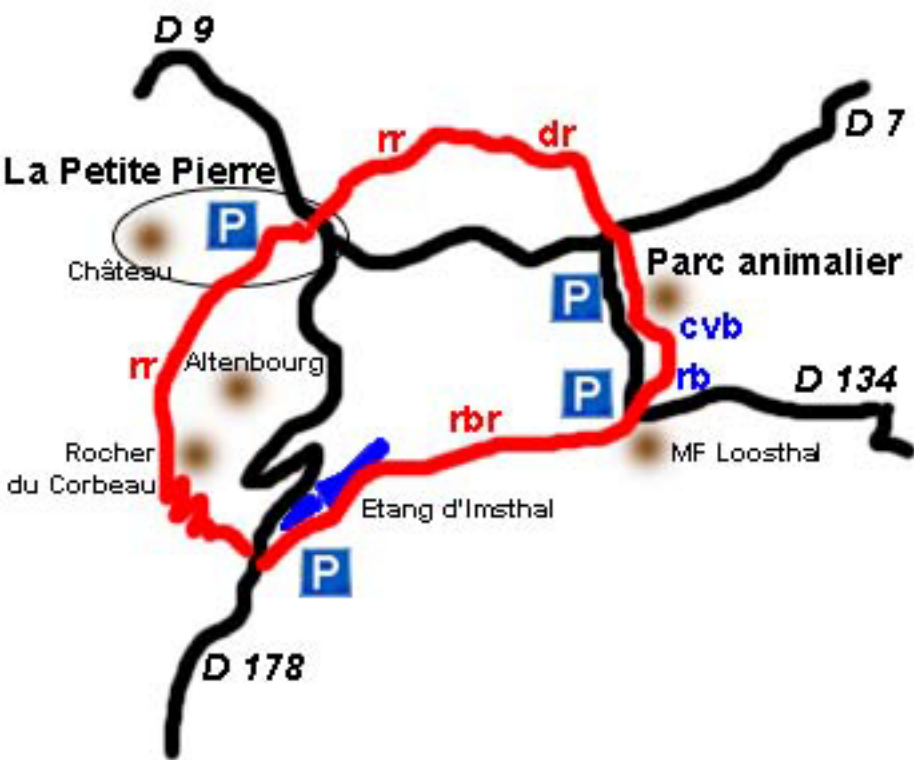 D 9
rr
dr
D 7
La Petite Pierre
P
Château
Parc animalier
P
cvb
rr
Altenbourg
rb
D 134
P
rbr
Rocher
du Corbeau
MF Loosthal
Etang d'Imsthal
P
D 178